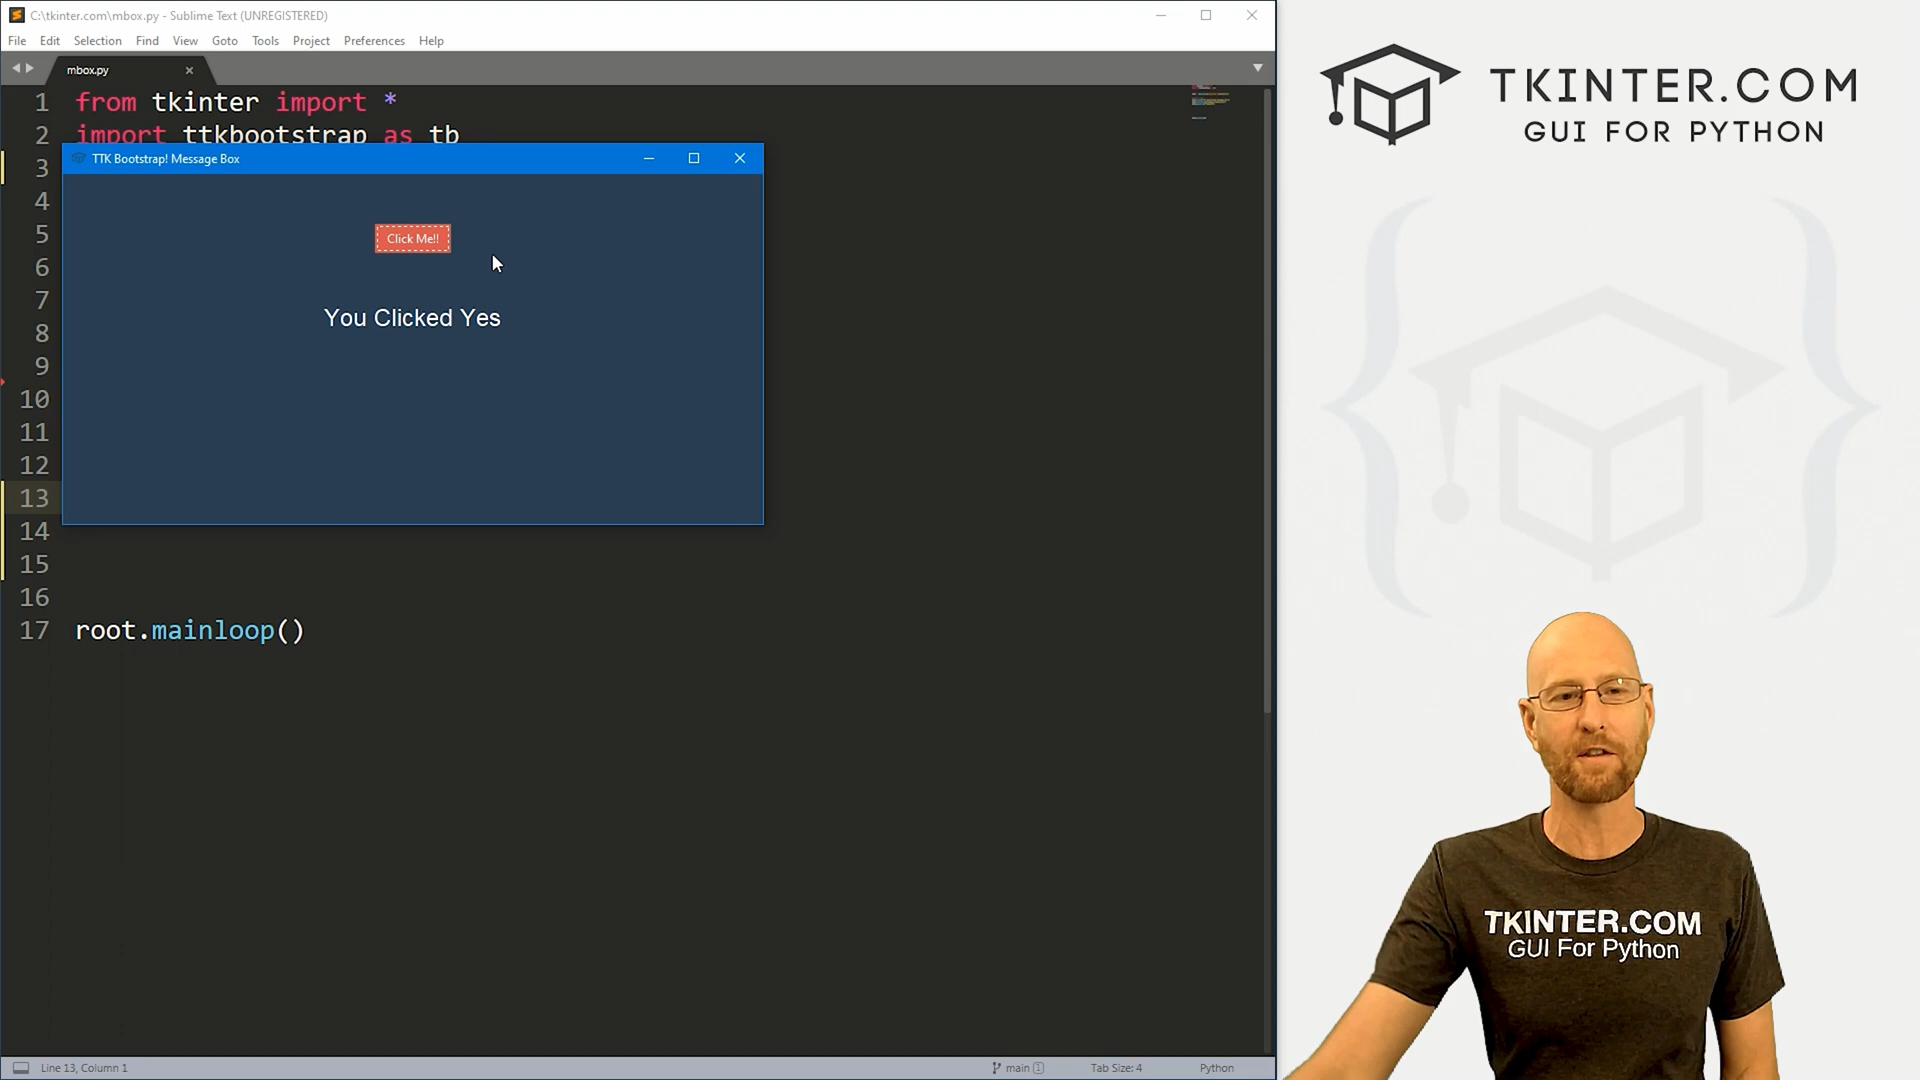 C:\tkinter.com\mbox.py - Sublime Text (UNREGISTERED)
File Edit Selection Find View Goto Tools Project Preferences Help
mbox.py
1 from tkinter import *
2 import ttkbootstrap as tb
TTK Bootstrap! Message Box
3
4
5
Click Me!!
6
7
You Clicked Yes
8
9
10
11
12
13
14
15
16
17 root.mainloop()
Line 13, Column 1
main 1
Tab Size: 4
Python
TKINTER.COM
GUI FOR PYTHON
TKINTER.COM
GUI For Python